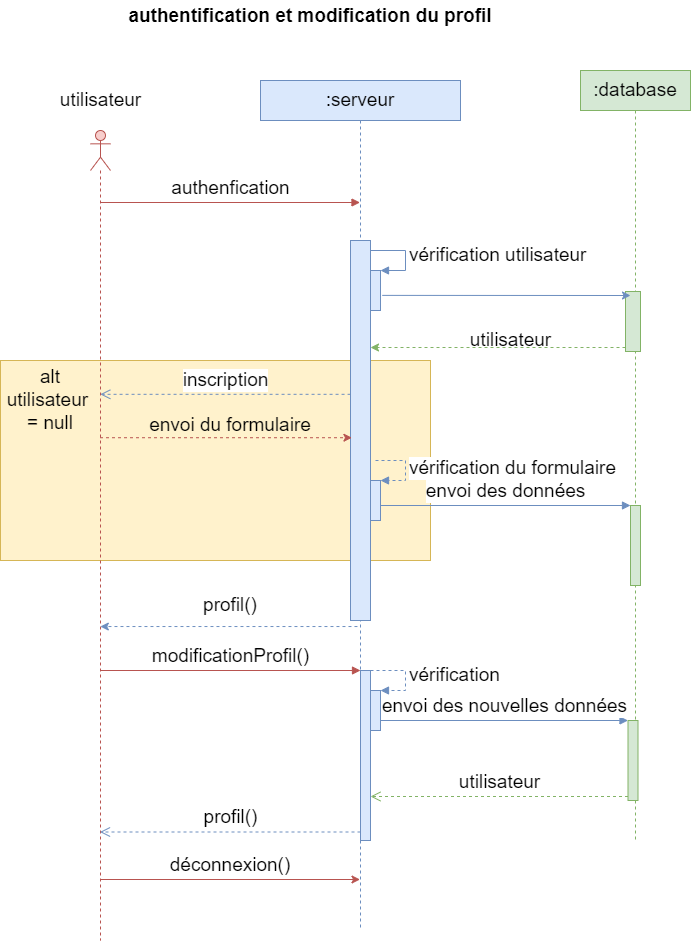 authentification et modification du profil
utilisateur
:serveur
:database
authenfication
vérification utilisateur
utilisateur
alt
utilisateur
= null
inscription
envoi du formulaire
vérification du formulaire
envoi des données
profil()
modificationProfil()
vérification
envoi des nouvelles données
utilisateur
profil()
déconnexion()